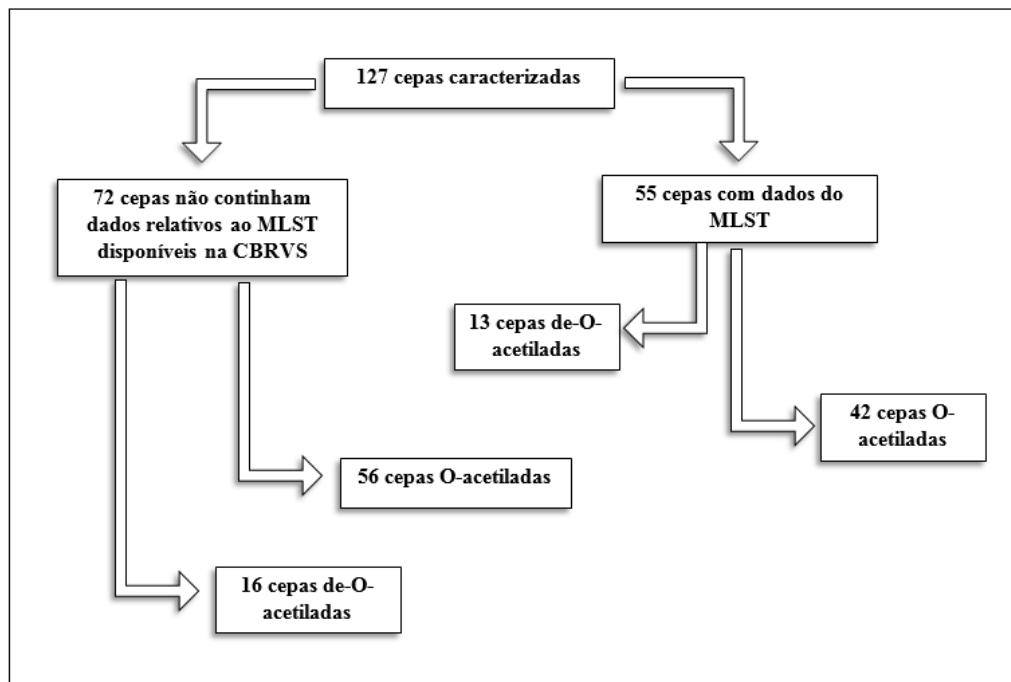 127 cepas caracterizadas
72 cepas não continham
dados relativos ao MLST
disponíveis na CBRVS
55 cepas com dados do
MLST
13 cepas de-O-
acetiladas
42 cepas O-
acetiladas
56 cepas O-acetiladas
16 cepas de-O-
acetiladas